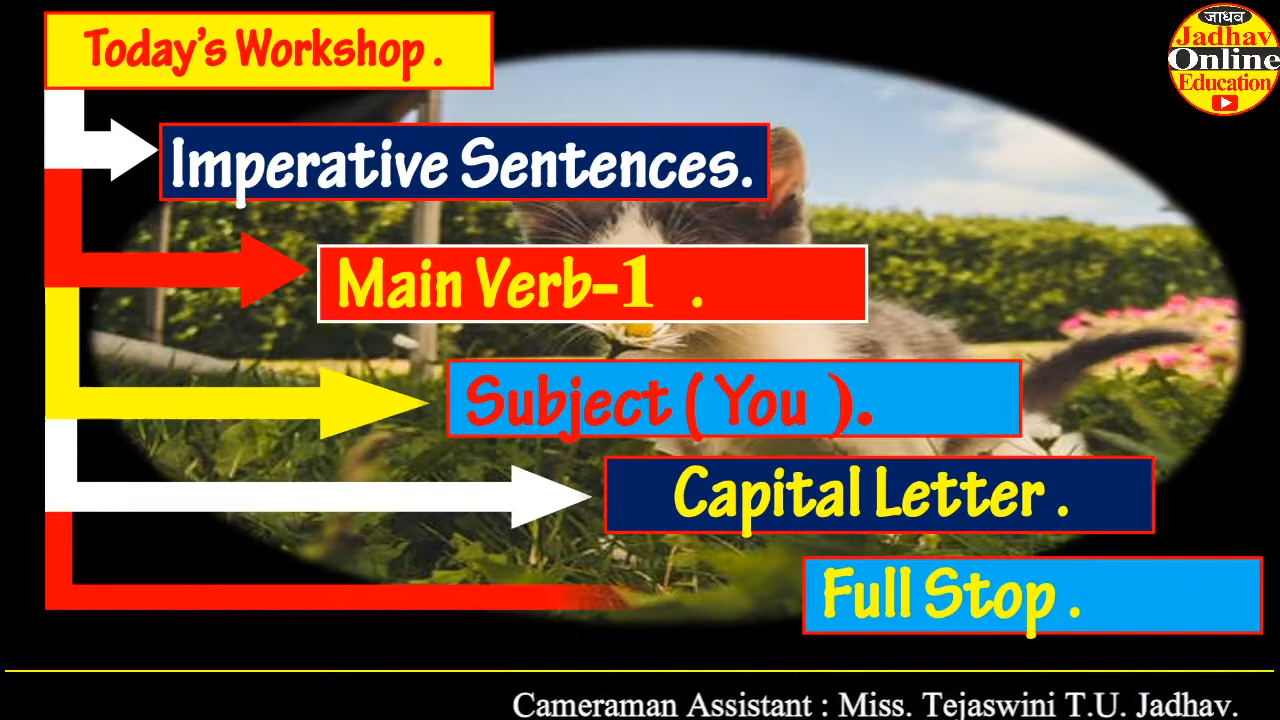 Today's Workshop .
जाधव
Jadhav
Online
Education
Imperative Sentences.
Main Verb-1 .
Subject ( You ).
Capital Letter .
Full Stop .
Cameraman Assistant : Miss. Tejaswini T.U. Jadhav.